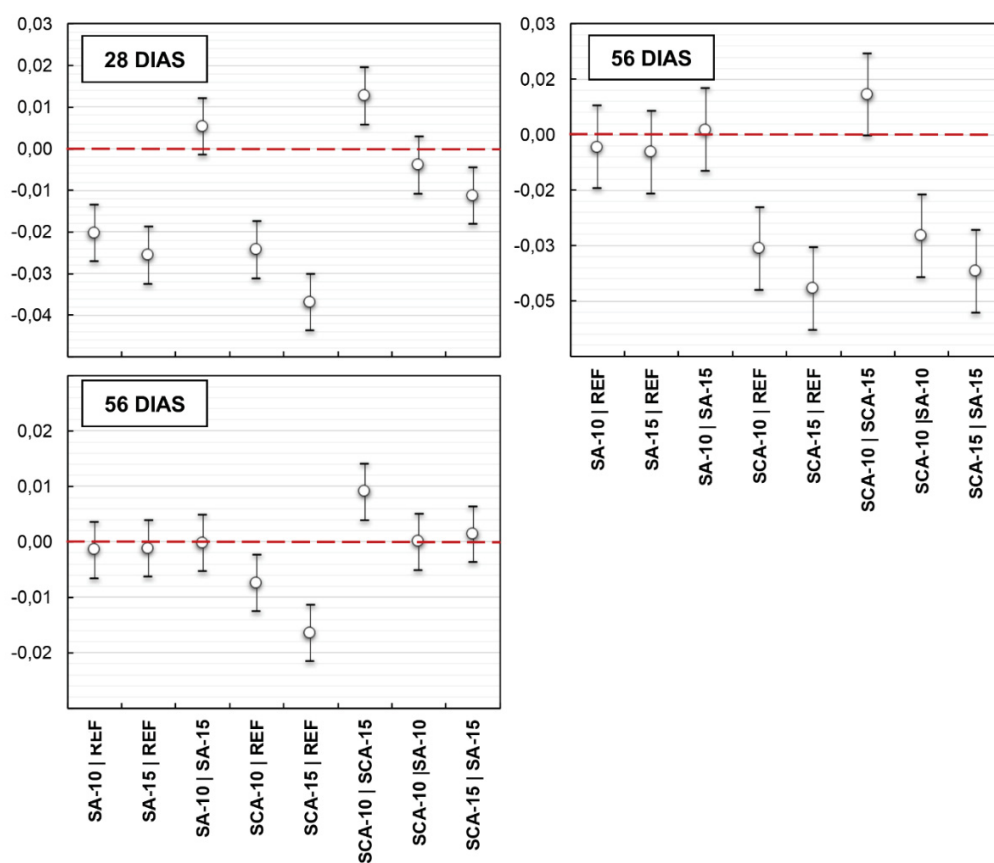 0,03
0,02
0,01
0,00
-0,01
-0,02
-0,03
-0,04
28 DIAS
0,03
0,02
0,00
-0,02
-0,03
-0,05
56 DIAS
SA-10 | REF
SA-15 | REF
SA-10 | SA-15
SCA-10 | REF
SCA-15 | REF
SCA-10 | SCA-15
SCA-10 |SA-10
SCA-15 | SA-15
56 DIAS
0,02
0,01
0,00
-0,01
-0,02
SA-10 | REF
SA-15 | REF
SA-10 | SA-15
SCA-10 | REF
SCA-15 | REF
SCA-10 | SCA-15
SCA-10 |SA-10
SCA-15 | SA-15